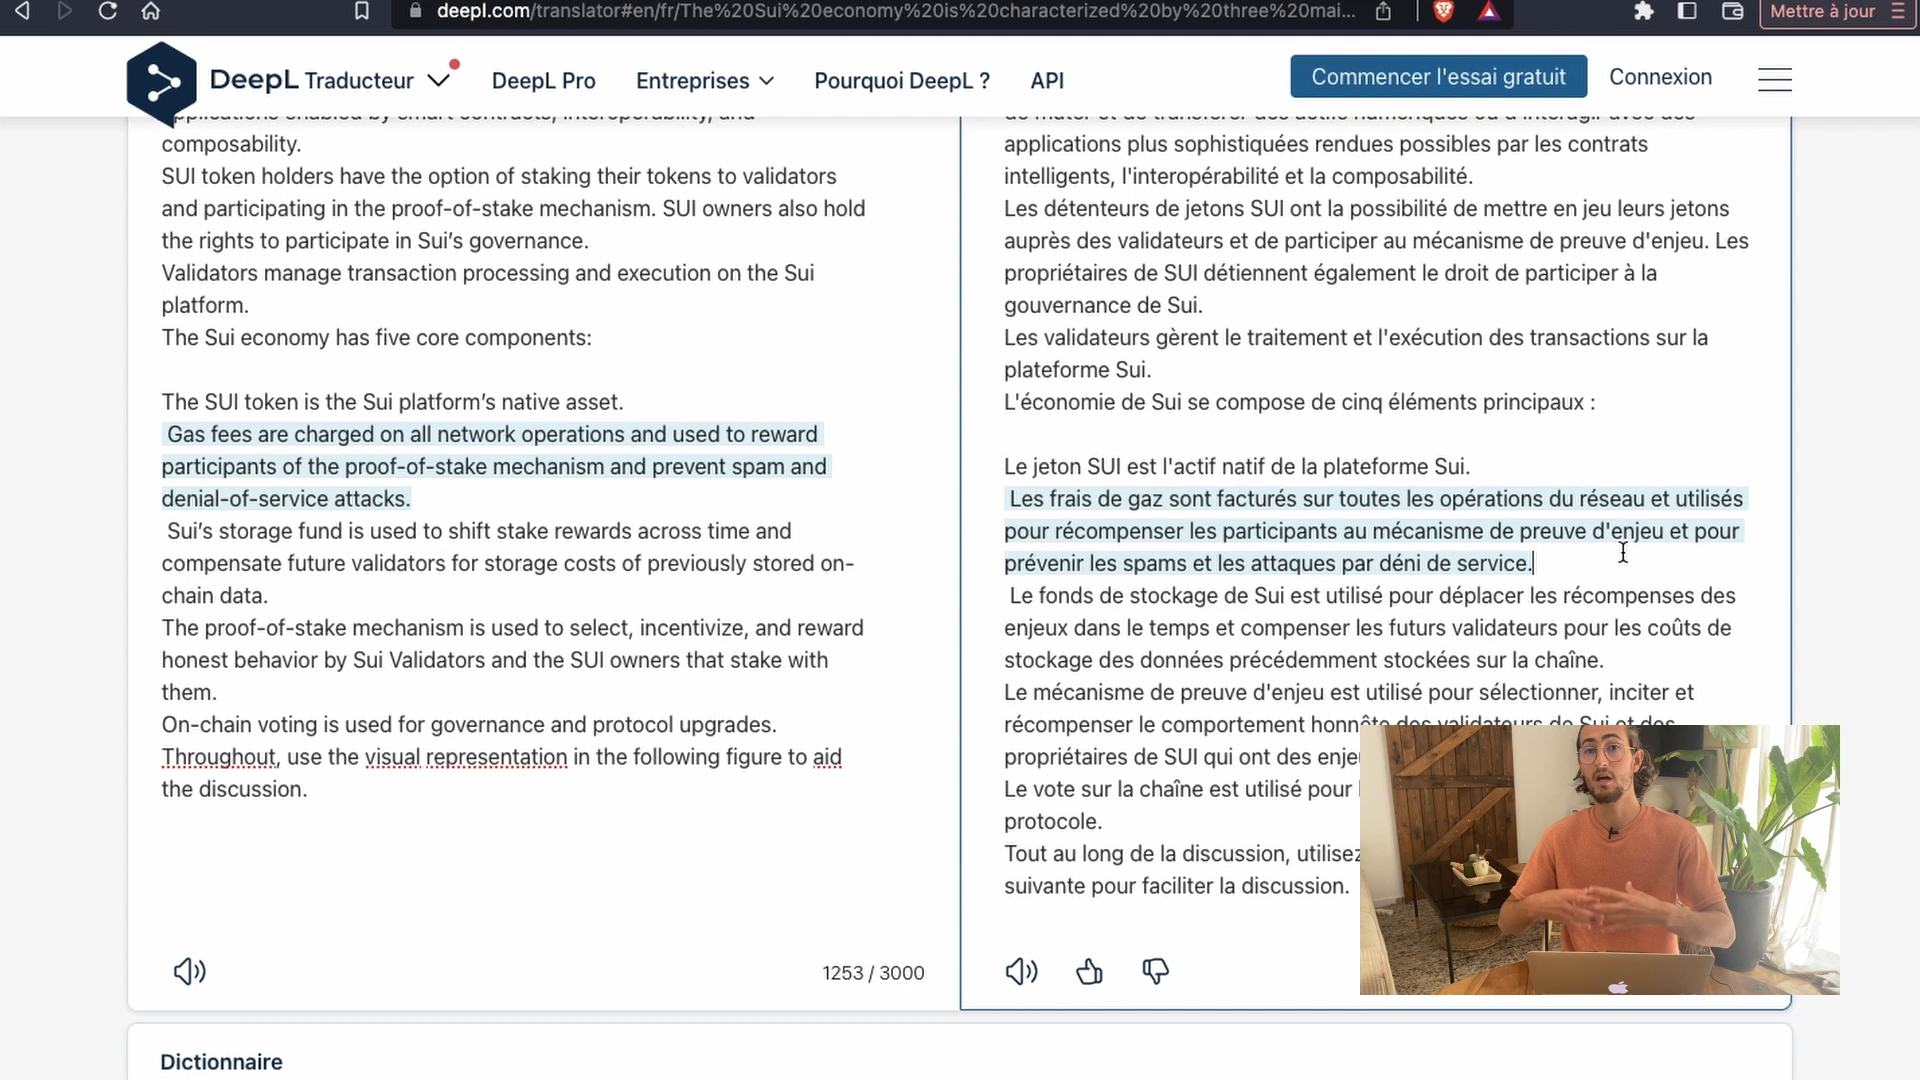 deepl.com/translator#en/fr/The%20Sui%20economy%20is%20characterized%20by%20three%20mai...
Mettre à jour
DeepL Traducteur
DeepL Pro
Entreprises
Pourquoi DeepL ?
API
Commencer l'essai gratuit
Connexion
applications enabled by smart contracts, interoperability, and
composability.
SUI token holders have the option of staking their tokens to validators
and participating in the proof-of-stake mechanism. SUI owners also hold
the rights to participate in Sui’s governance.
Validators manage transaction processing and execution on the Sui
platform.
The Sui economy has five core components:
The SUI token is the Sui platform’s native asset.
Gas fees are charged on all network operations and used to reward
participants of the proof-of-stake mechanism and prevent spam and
denial-of-service attacks.
Sui’s storage fund is used to shift stake rewards across time and
compensate future validators for storage costs of previously stored on-
chain data.
The proof-of-stake mechanism is used to select, incentivize, and reward
honest behavior by Sui Validators and the SUI owners that stake with
them.
On-chain voting is used for governance and protocol upgrades.
Throughout, use the visual representation in the following figure to aid
the discussion.
1253 / 3000
de mater et de transférer des actifs numériques ou d'interagir avec des
applications plus sophistiquées rendues possibles par les contrats
intelligents, l'interopérabilité et la composabilité.
Les détenteurs de jetons SUI ont la possibilité de mettre en jeu leurs jetons
auprès des validateurs et de participer au mécanisme de preuve d'enjeu. Les
propriétaires de SUI détiennent également le droit de participer à la
gouvernance de Sui.
Les validateurs gèrent le traitement et l'exécution des transactions sur la
plateforme Sui.
L'économie de Sui se compose de cinq éléments principaux :
Le jeton SUI est l'actif natif de la plateforme Sui.
Les frais de gaz sont facturés sur toutes les opérations du réseau et utilisés
pour récompenser les participants au mécanisme de preuve d'enjeu et pour
prévenir les spams et les attaques par déni de service.
Le fonds de stockage de Sui est utilisé pour déplacer les récompenses des
enjeux dans le temps et compenser les futurs validateurs pour les coûts de
stockage des données précédemment stockées sur la chaîne.
Le mécanisme de preuve d'enjeu est utilisé pour sélectionner, inciter et
récompenser le comportement honnête des validateurs de Sui et des
propriétaires de SUI qui ont des enje
Le vote sur la chaîne est utilisé pour
protocole.
Tout au long de la discussion, utilisez
suivante pour faciliter la discussion.
Dictionnaire